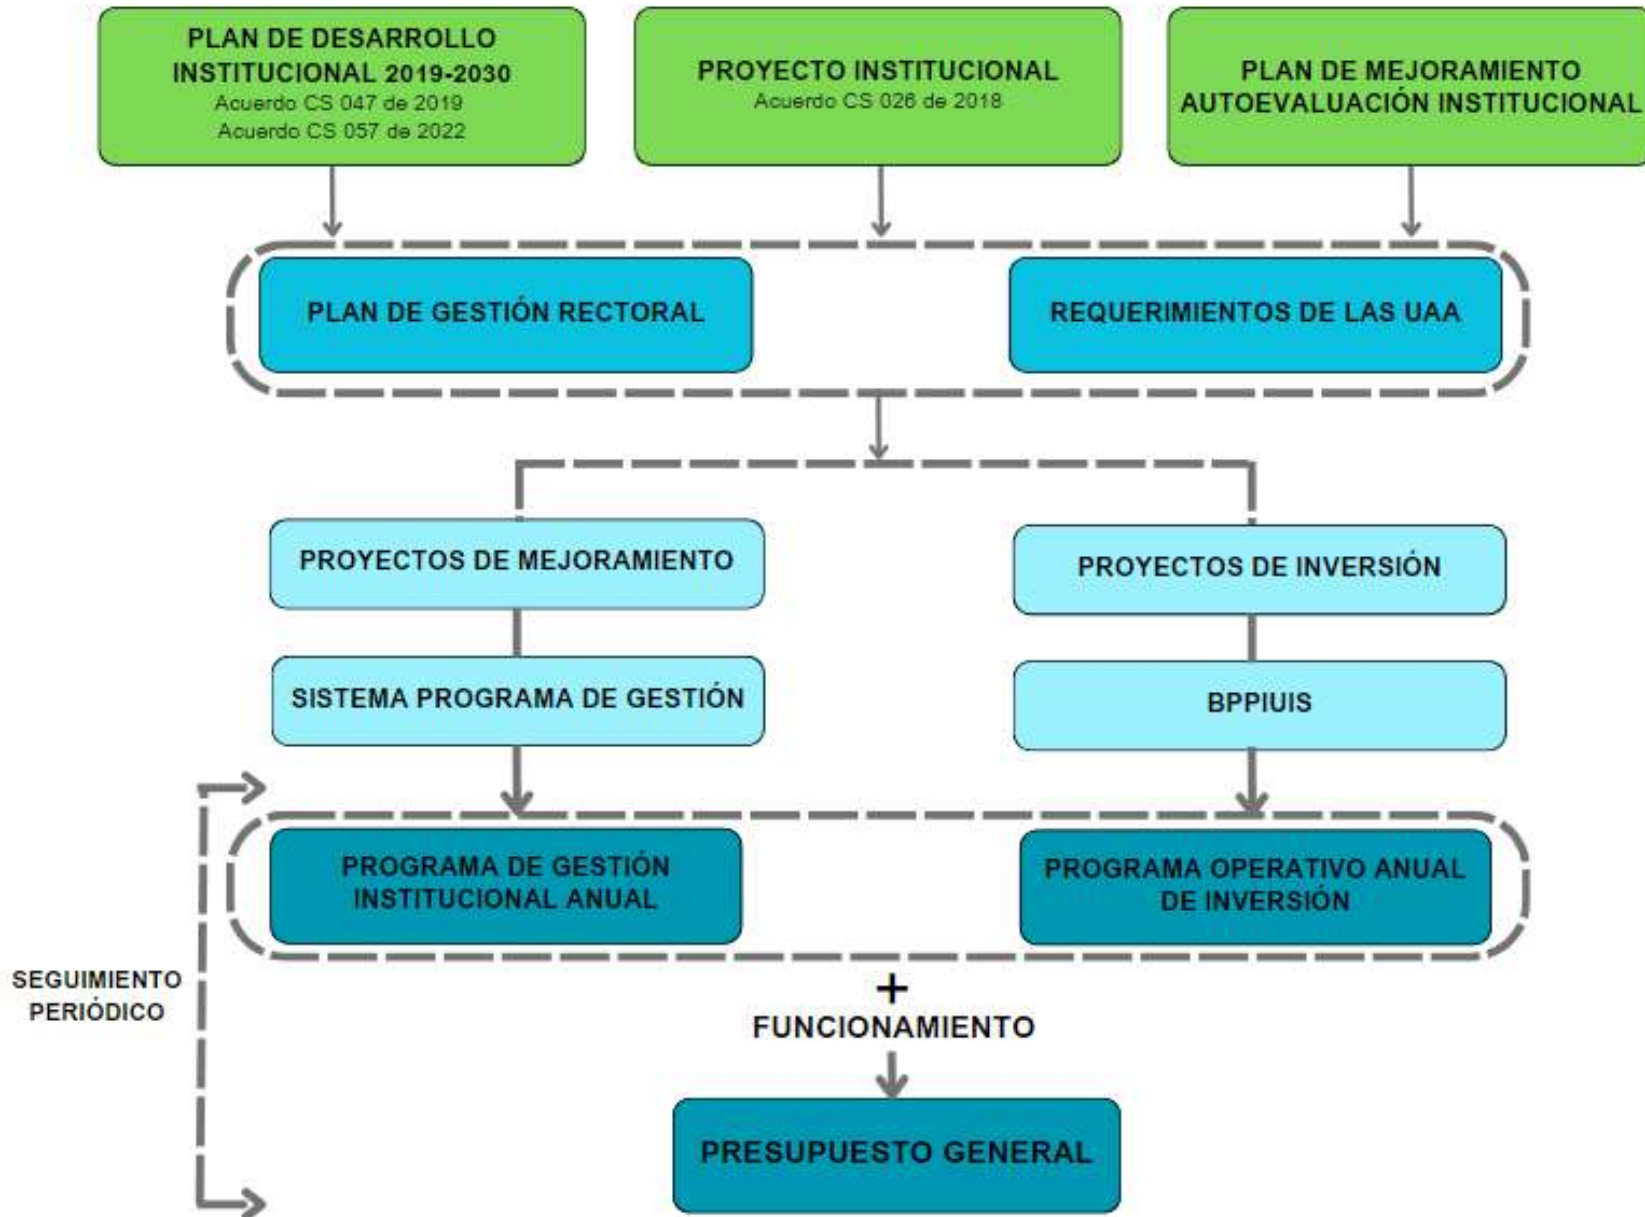 PLAN DE DESARROLLO
INSTITUCIONAL 2019-2030
Acuerdo CS 047 de 2019
Acuerdo CS 057 de 2022
PROYECTO INSTITUCIONAL
Acuerdo CS 026 de 2018
PLAN DE MEJORAMIENTO
AUTOEVALUACIÓN INSTITUCIONAL
PLAN DE GESTIÓN RECTORAL
REQUERIMIENTOS DE LAS UAA
PROYECTOS DE MEJORAMIENTO
PROYECTOS DE INVERSIÓN
SISTEMA PROGRAMA DE GESTIÓN
BPPIUIS
PROGRAMA DE GESTIÓN
INSTITUCIONAL ANUAL
PROGRAMA OPERATIVO ANUAL
DE INVERSIÓN
SEGUIMIENTO
PERIÓDICO
+
FUNCIONAMIENTO
PRESUPUESTO GENERAL